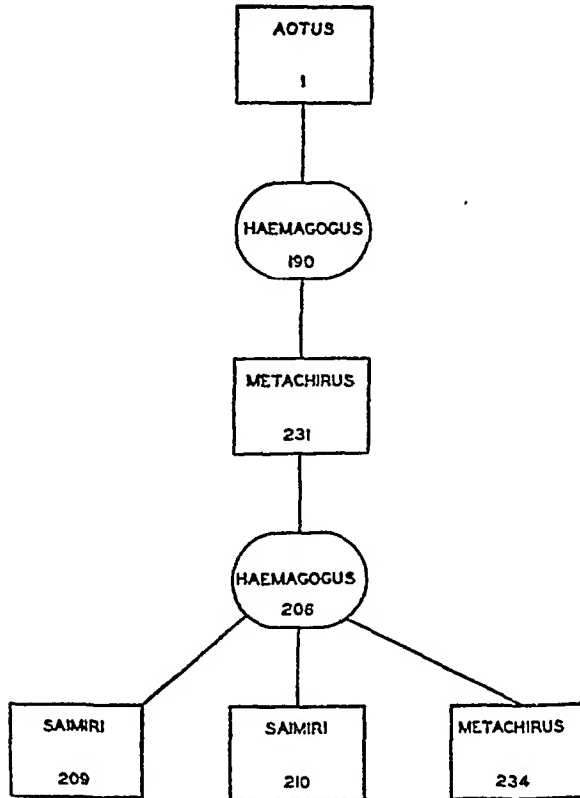 AOTUS
1
HAEMAGOGUS
190
METACHIRUS
231
HAEMAGOGUS
206
SAIMIRI
SAIMIRI
METACHIRUS
209
210
234